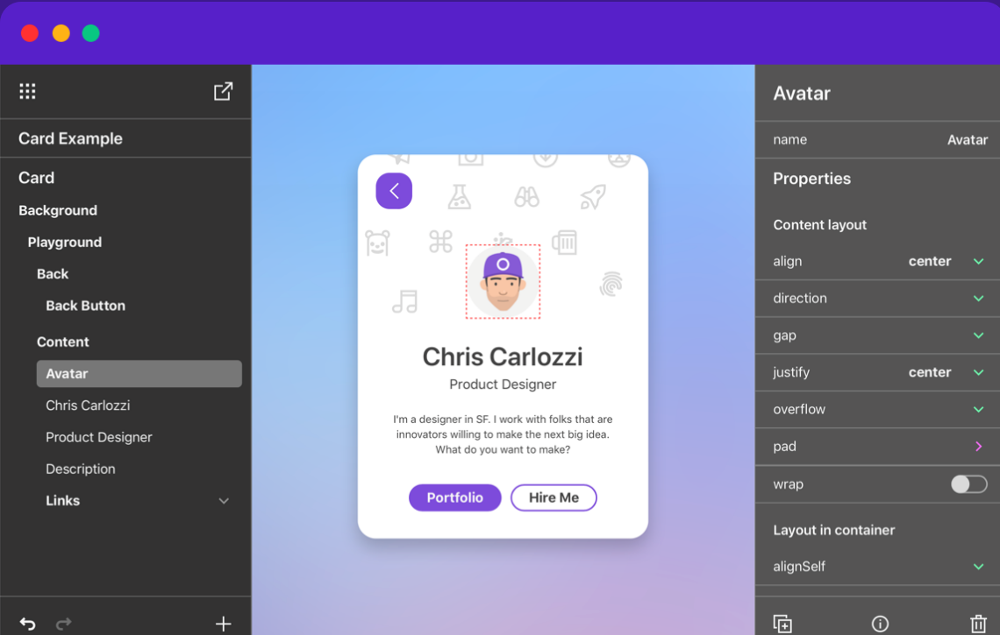 Card Example
Card
Background
Playground
Back
Back Button
Content
Avatar
Chris Carlozzi
Product Designer
Description
Links
Chris Carlozzi
Product Designer
I'm a designer in SF. I work with folks that are
innovators willing to make the next big idea.
What do you want to make?
Portfolio Hire Me
Avatar
name Avatar
Properties
Content layout
align center
direction
gap
justify center
overflow
pad
wrap
Layout in container
alignSelf